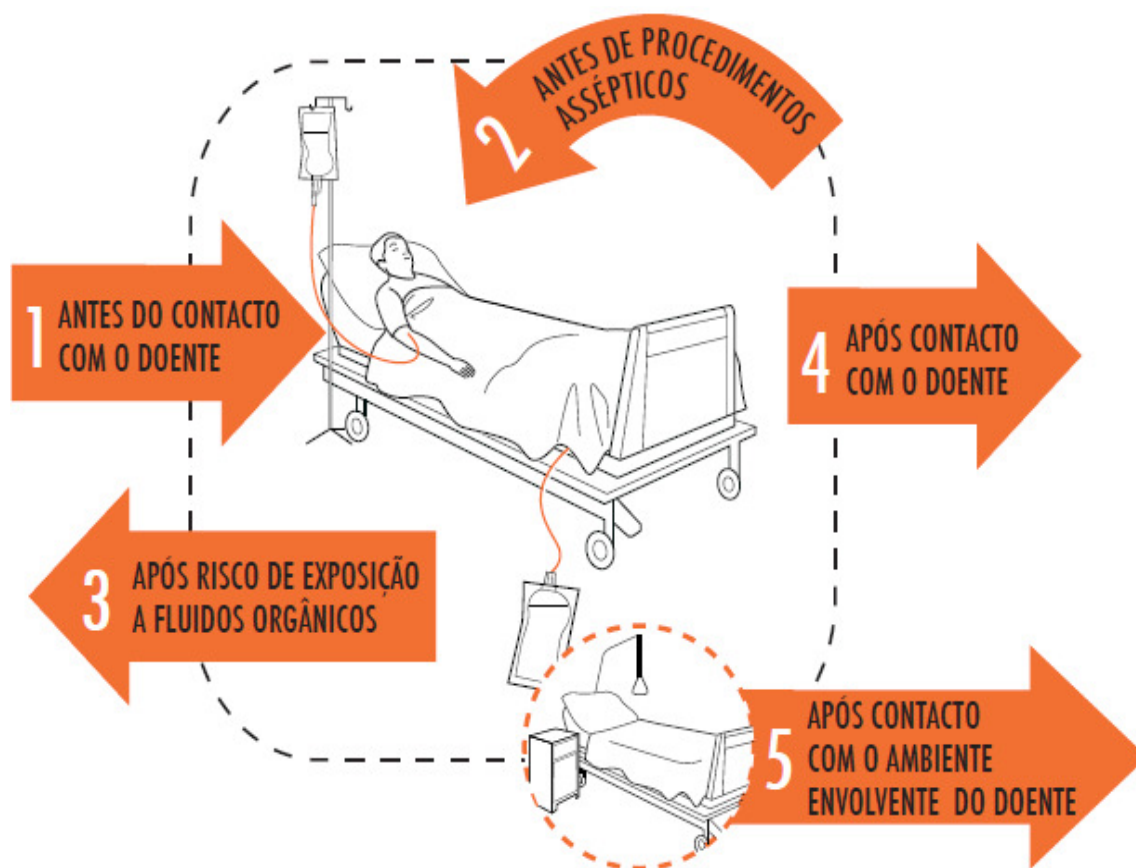 1
ANTES DO CONTACTO
COM O DOENTE
2
ANTES DE PROCEDIMENTOS
ASSÉPTICOS
3
APÓS RISCO DE EXPOSIÇÃO
A FLUIDOS ORGÂNICOS
4
APÓS CONTACTO
COM O DOENTE
5
APÓS CONTACTO
COM O AMBIENTE
ENVOLVENTE DO DOENTE